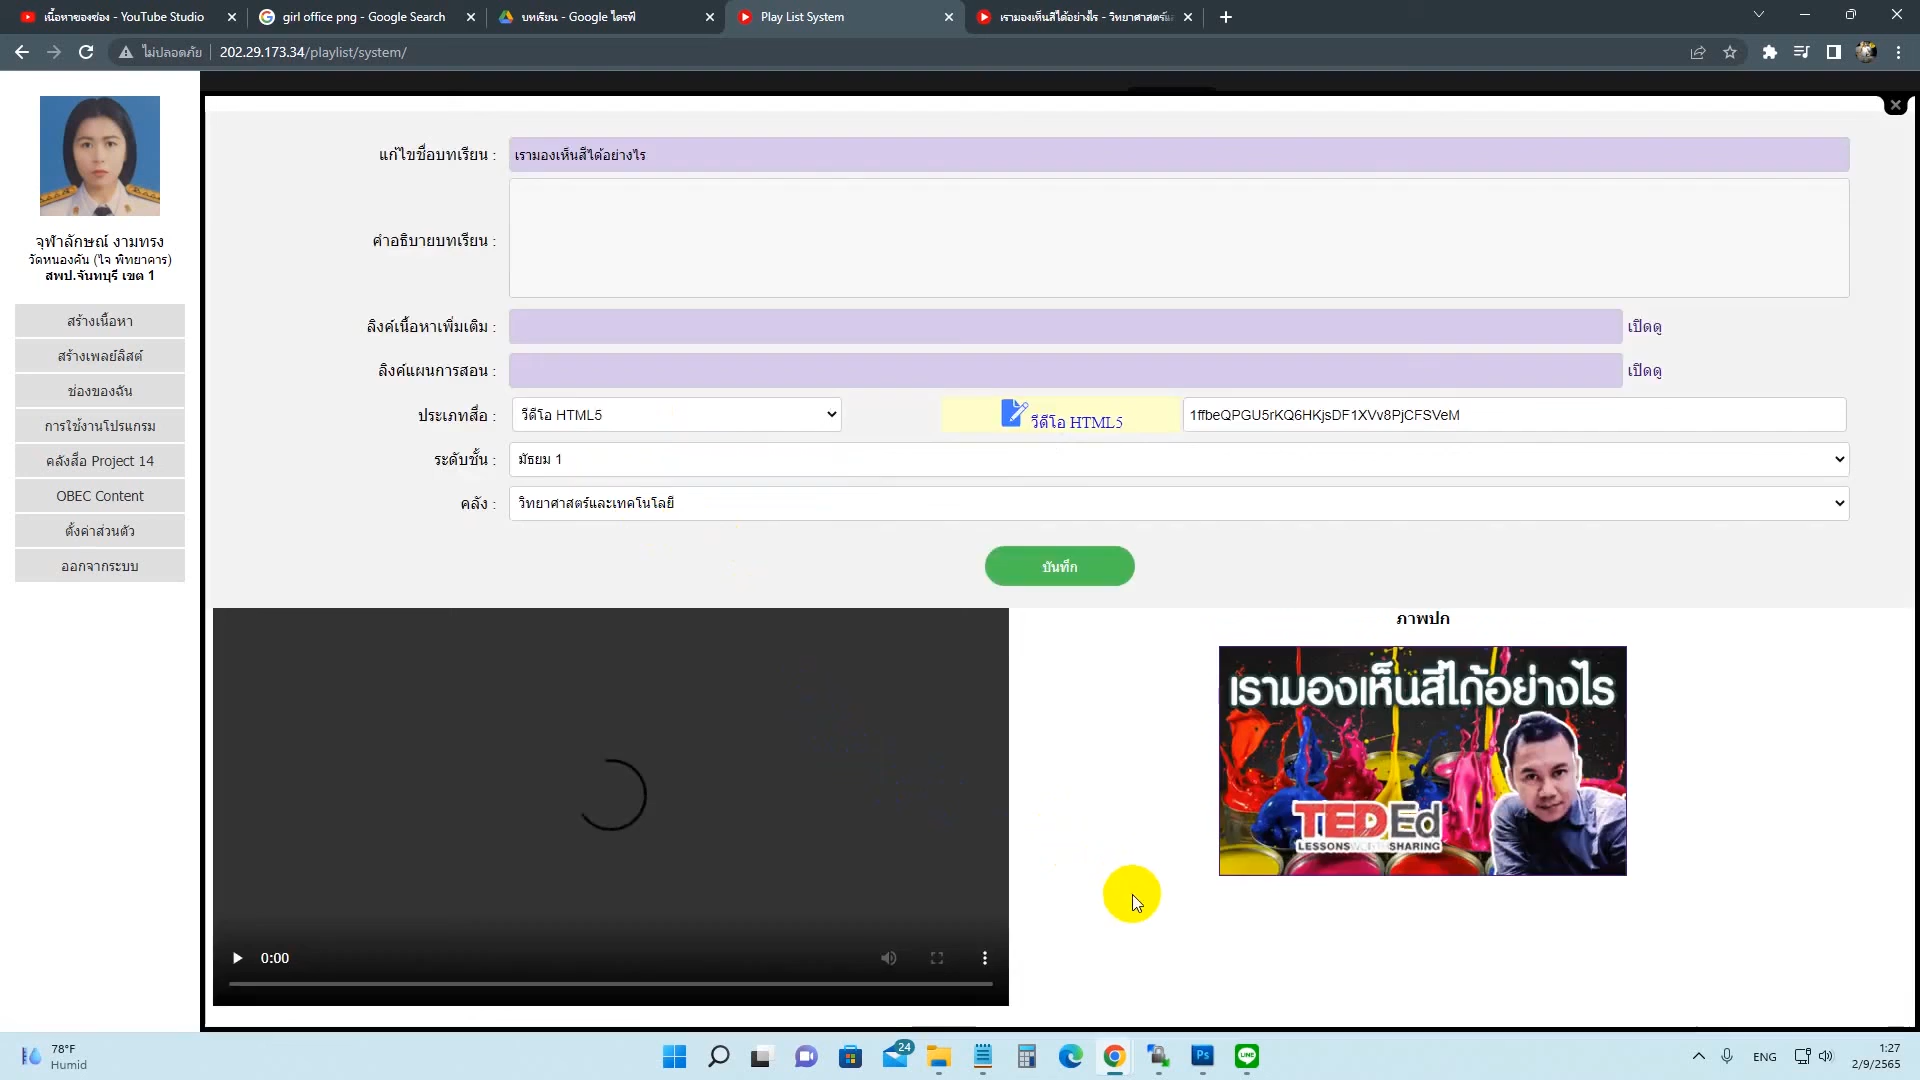 เนื้อหาของช่อง - YouTube Studio
girl office png - Google Search
บทเรียน - Google ไดรฟ์
Play List System
เรามองเห็นสีได้อย่างไร - วิทยาศาสตร์แ
ไม่ปลอดภัย
202.29.173.34/playlist/system/
จุฬาลักษณ์ งามทรง
วัดหนองคัน (ใจ พิทยาคาร)
สพป.จันทบุรี เขต 1
สร้างเนื้อหา
สร้างเพลย์ลิสต์
ช่องของฉัน
การใช้งานโปรแกรม
คลังสื่อ Project 14
OBEC Content
ตั้งค่าส่วนตัว
ออกจากระบบ
แก้ไขชื่อบทเรียน :
เรามองเห็นสีได้อย่างไร
คำอธิบายบทเรียน :
ลิงค์เนื้อหาเพิ่มเติม :
เปิดดู
ลิงค์แผนการสอน :
เปิดดู
ประเภทสื่อ :
วีดีโอ HTML5
วีดีโอ HTML5
1ffbeQPGU5rKQ6HKjsDF1XVv8PjCFSVeM
ระดับชั้น :
มัธยม 1
คลัง :
วิทยาศาสตร์และเทคโนโลยี
บันทึก
ภาพปก
เรามองเห็นสีได้อย่างไร
TEDEd
LESSONS WORTH SHARING
0:00
78°F
Humid
24
Ps
LINE
ENG
1:27
2/9/2565